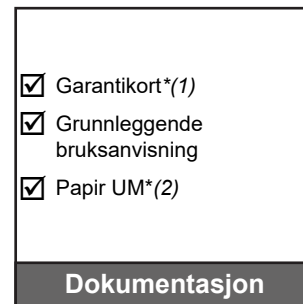 ☑ Garantikort*(1)
☑ Grunnleggende
bruksanvisning
☑ Papir UM*(2)
Dokumentasjon